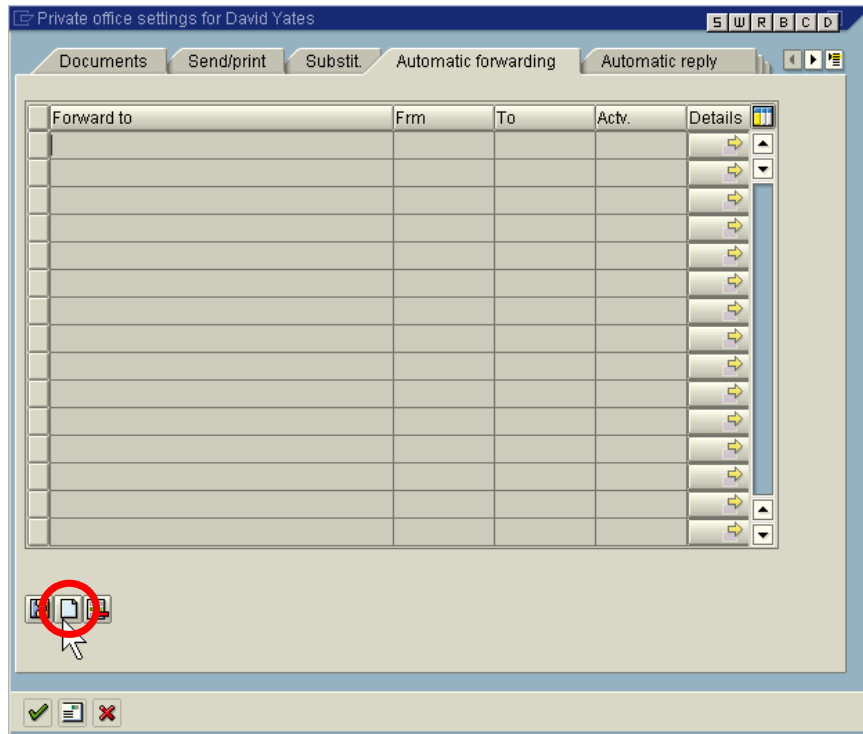 Private office settings for David Yates
S W R B C D
Documents Send/print Substit. Automatic forwarding Automatic reply
Forward to Frm To Actv. Details